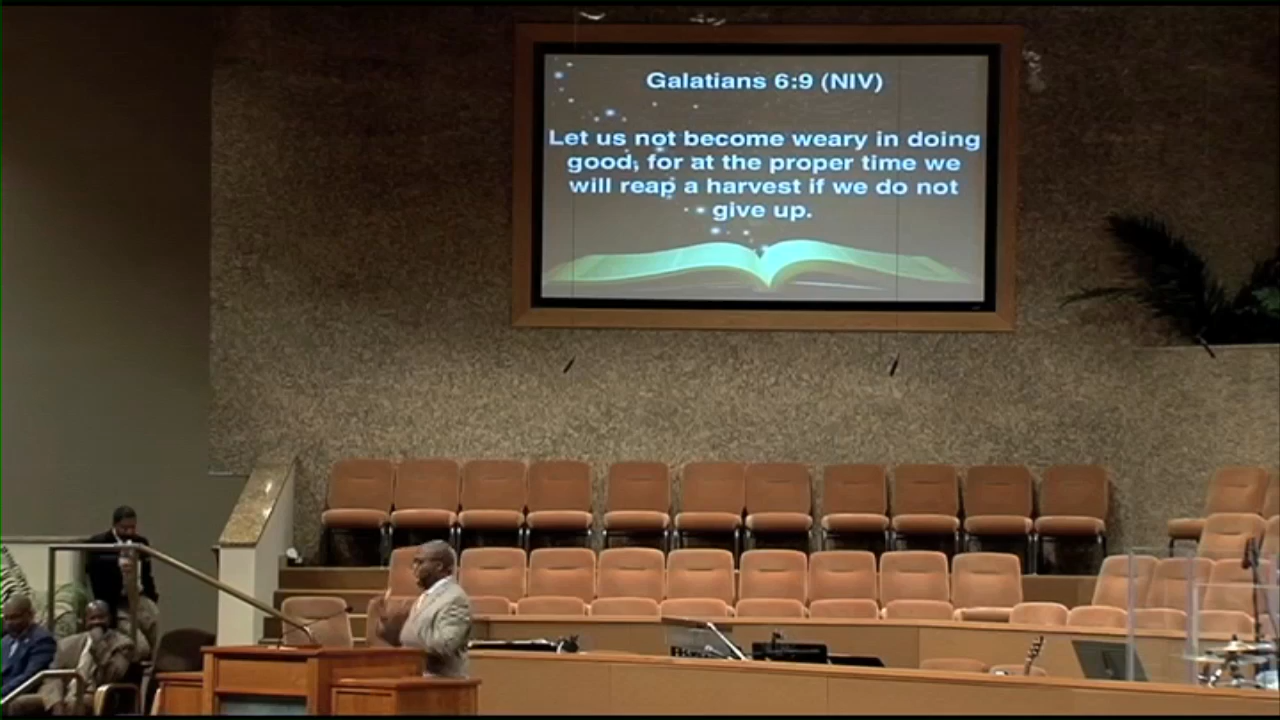 Galatians 6:9 (NIV)
Let us not become weary in doing
good, for at the proper time we
will reap a harvest if we do not
give up.